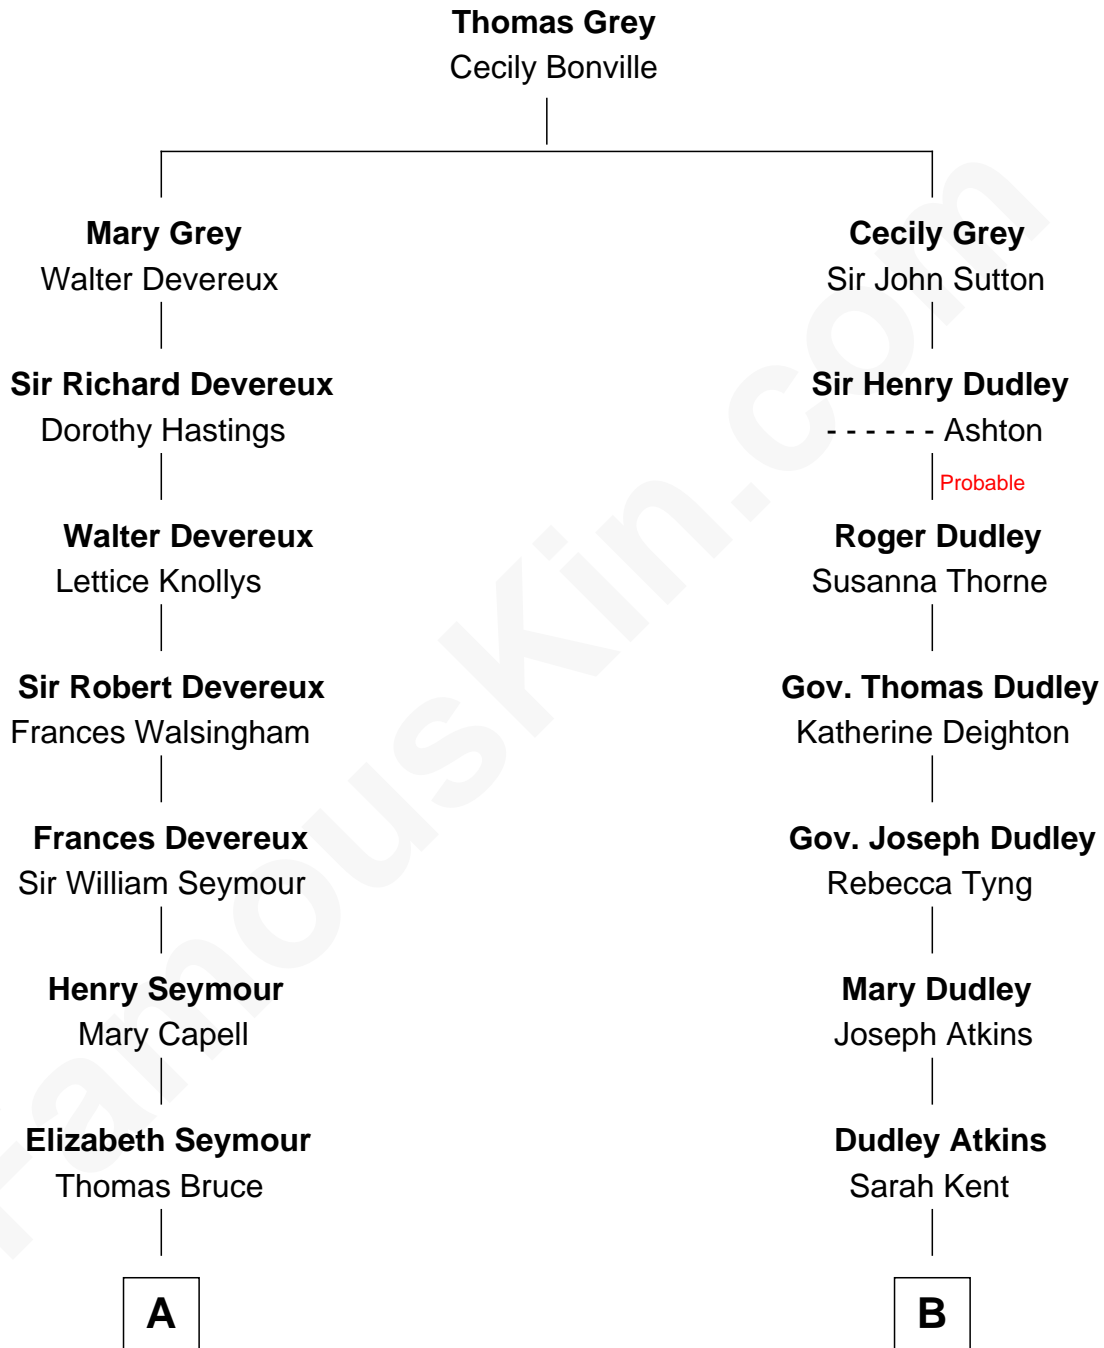 Thomas Grey
Cecily Bonville
Mary Grey
Walter Devereux
Cecily Grey
Sir John Sutton
Sir Richard Devereux
Dorothy Hastings
Sir Henry Dudley
- - - - - - Ashton
Probable
Walter Devereux
Lettice Knollys
Roger Dudley
Susanna Thorne
Sir Robert Devereux
Frances Walsingham
Gov. Thomas Dudley
Katherine Deighton
Frances Devereux
Sir William Seymour
Gov. Joseph Dudley
Rebecca Tyng
Henry Seymour
Mary Capell
Mary Dudley
Joseph Atkins
Elizabeth Seymour
Thomas Bruce
Dudley Atkins
Sarah Kent
A
B
FamousKin.com